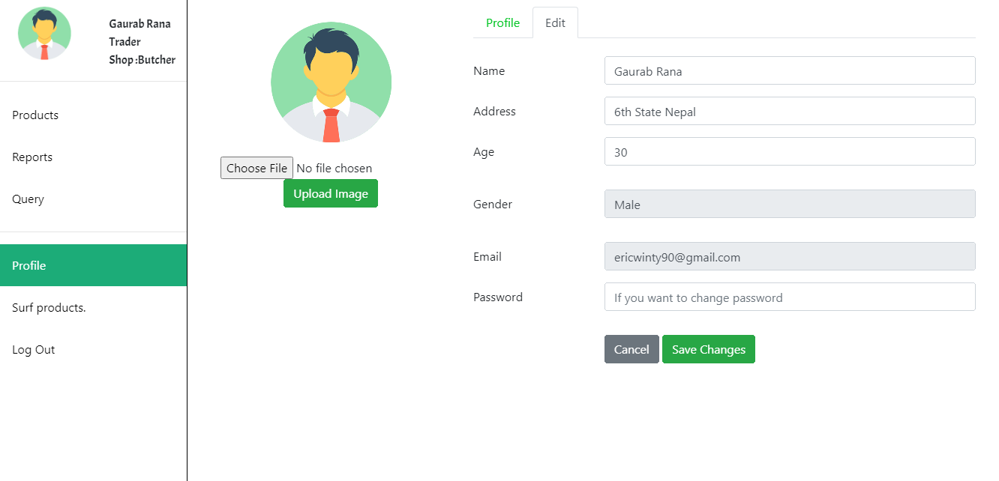 Gaurab Rana
Trader
Shop :Butcher
Products
Reports
Query
Profile
Surf products.
Log Out
Choose File No file chosen
Upload Image
Profile Edit
Name Gaurab Rana
Address 6th State Nepal
Age 30
Gender Male
Email ericwinty90@gmail.com
Password If you want to change password
Cancel Save Changes